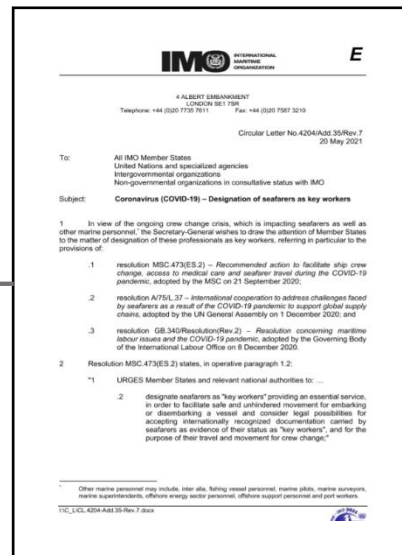 IMO
INTERNATIONAL
MARITIME
ORGANIZATION
E
4 ALBERT EMBANKMENT
LONDON SE1 7SR
Telephone: +44 (0)20 7735 7611 Fax: +44 (0)20 7587 3210
Circular Letter No.4204/Add.35/Rev.7
20 May 2021
To: All IMO Member States
United Nations and specialized agencies
Intergovernmental organizations
Non-governmental organizations in consultative status with IMO
Subject: Coronavirus (COVID-19) – Designation of seafarers as key workers
1 In view of the ongoing crew change crisis, which is impacting seafarers as well as
other marine personnel,* the Secretary-General wishes to draw the attention of Member States
to the matter of designation of these professionals as key workers, referring in particular to the
provisions of:
.1 resolution MSC.473(ES.2) – Recommended action to facilitate ship crew
change, access to medical care and seafarer travel during the COVID-19
pandemic, adopted by the MSC on 21 September 2020;
.2 resolution A/75/L.37 – International cooperation to address challenges faced
by seafarers as a result of the COVID-19 pandemic to support global supply
chains, adopted by the UN General Assembly on 1 December 2020; and
.3 resolution GB.340/Resolution(Rev.2) – Resolution concerning maritime
labour issues and the COVID-19 pandemic, adopted by the Governing Body
of the International Labour Office on 8 December 2020.
2 Resolution MSC.473(ES.2) states, in operative paragraph 1.2:
"1 URGES Member States and relevant national authorities to: …
.2 designate seafarers as "key workers" providing an essential service,
in order to facilitate safe and unhindered movement for embarking
or disembarking a vessel and consider legal possibilities for
accepting internationally recognized documentation carried by
seafarers as evidence of their status as "key workers", and for the
purpose of their travel and movement for crew change;"
* Other marine personnel may include, inter alia, fishing vessel personnel, marine pilots, marine surveyors,
marine superintendents, offshore energy sector personnel, offshore support personnel and port workers.